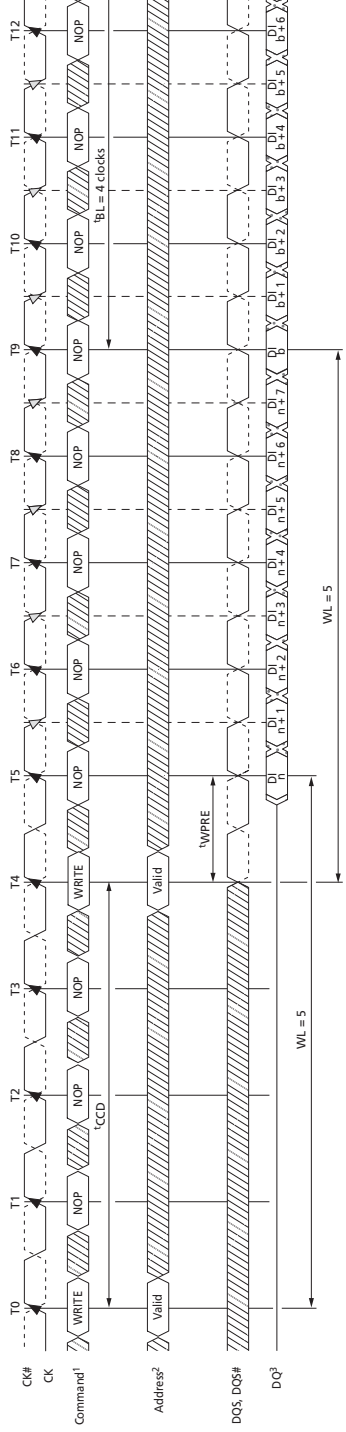 T0 T1 T2 T3 T4 T5 T6 T7 T8 T9 T10 T11 T12
CK#
CK
Command¹ WRITE NOP NOP NOP WRITE NOP NOP NOP NOP NOP NOP NOP NOP
tCCD tBL = 4 clocks
Address² Valid Valid
tWPRE
DQS, DQS#
DQ³ DI n DI n + 1 DI n + 2 DI n + 3 DI n + 4 DI n + 5 DI n + 6 DI n + 7 DI b DI b + 1 DI b + 2 DI b + 3 DI b + 4 DI b + 5 DI b + 6
WL = 5
WL = 5